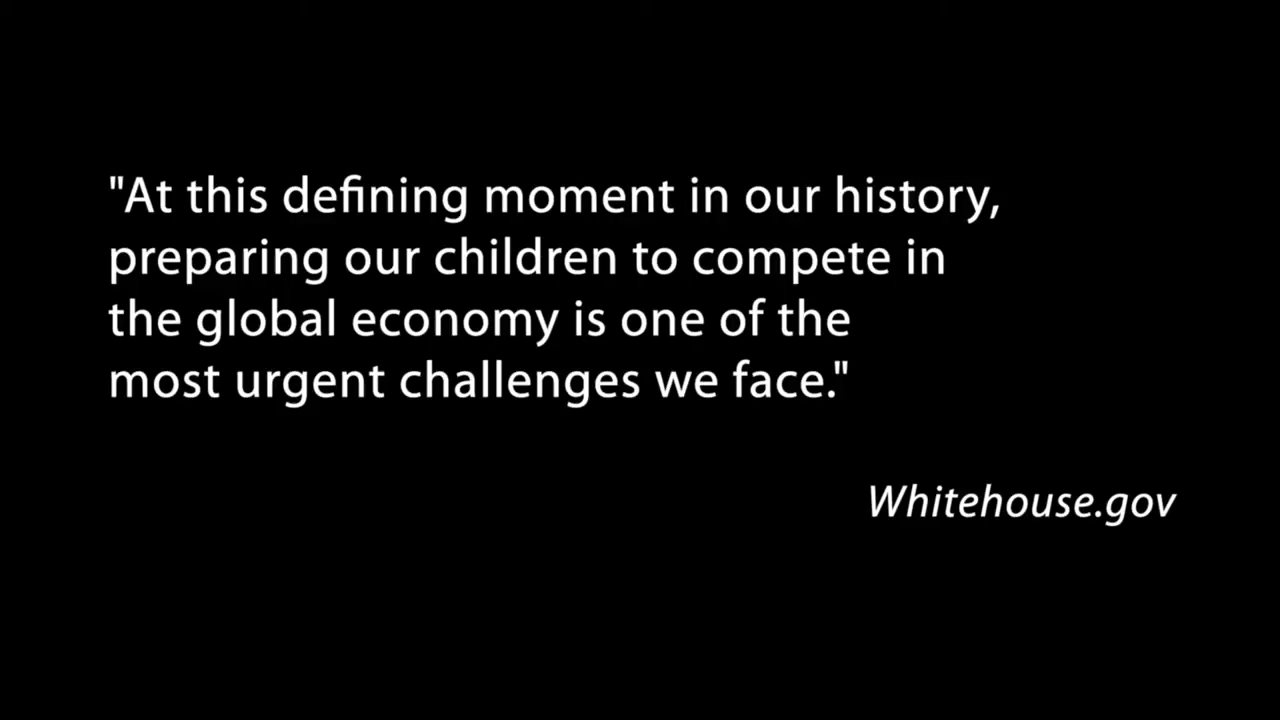 "At this defining moment in our history,
preparing our children to compete in
the global economy is one of the
most urgent challenges we face."
Whitehouse.gov